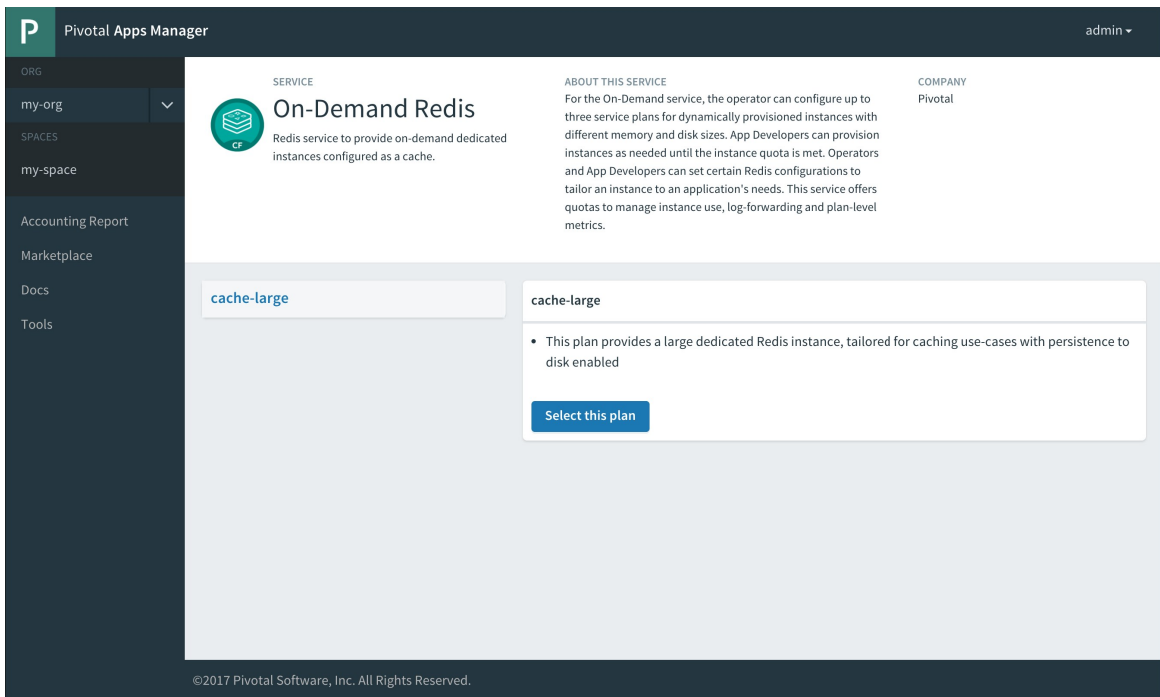 P
Pivotal Apps Manager
admin
ORG
my-org
SPACES
my-space
Accounting Report
Marketplace
Docs
Tools
CF
SERVICE
On-Demand Redis
Redis service to provide on-demand dedicated
instances configured as a cache.
ABOUT THIS SERVICE
For the On-Demand service, the operator can configure up to
three service plans for dynamically provisioned instances with
different memory and disk sizes. App Developers can provision
instances as needed until the instance quota is met. Operators
and App Developers can set certain Redis configurations to
tailor an instance to an application's needs. This service offers
quotas to manage instance use, log-forwarding and plan-level
metrics.
COMPANY
Pivotal
cache-large
cache-large
• This plan provides a large dedicated Redis instance, tailored for caching use-cases with persistence to
disk enabled
Select this plan
©2017 Pivotal Software, Inc. All Rights Reserved.